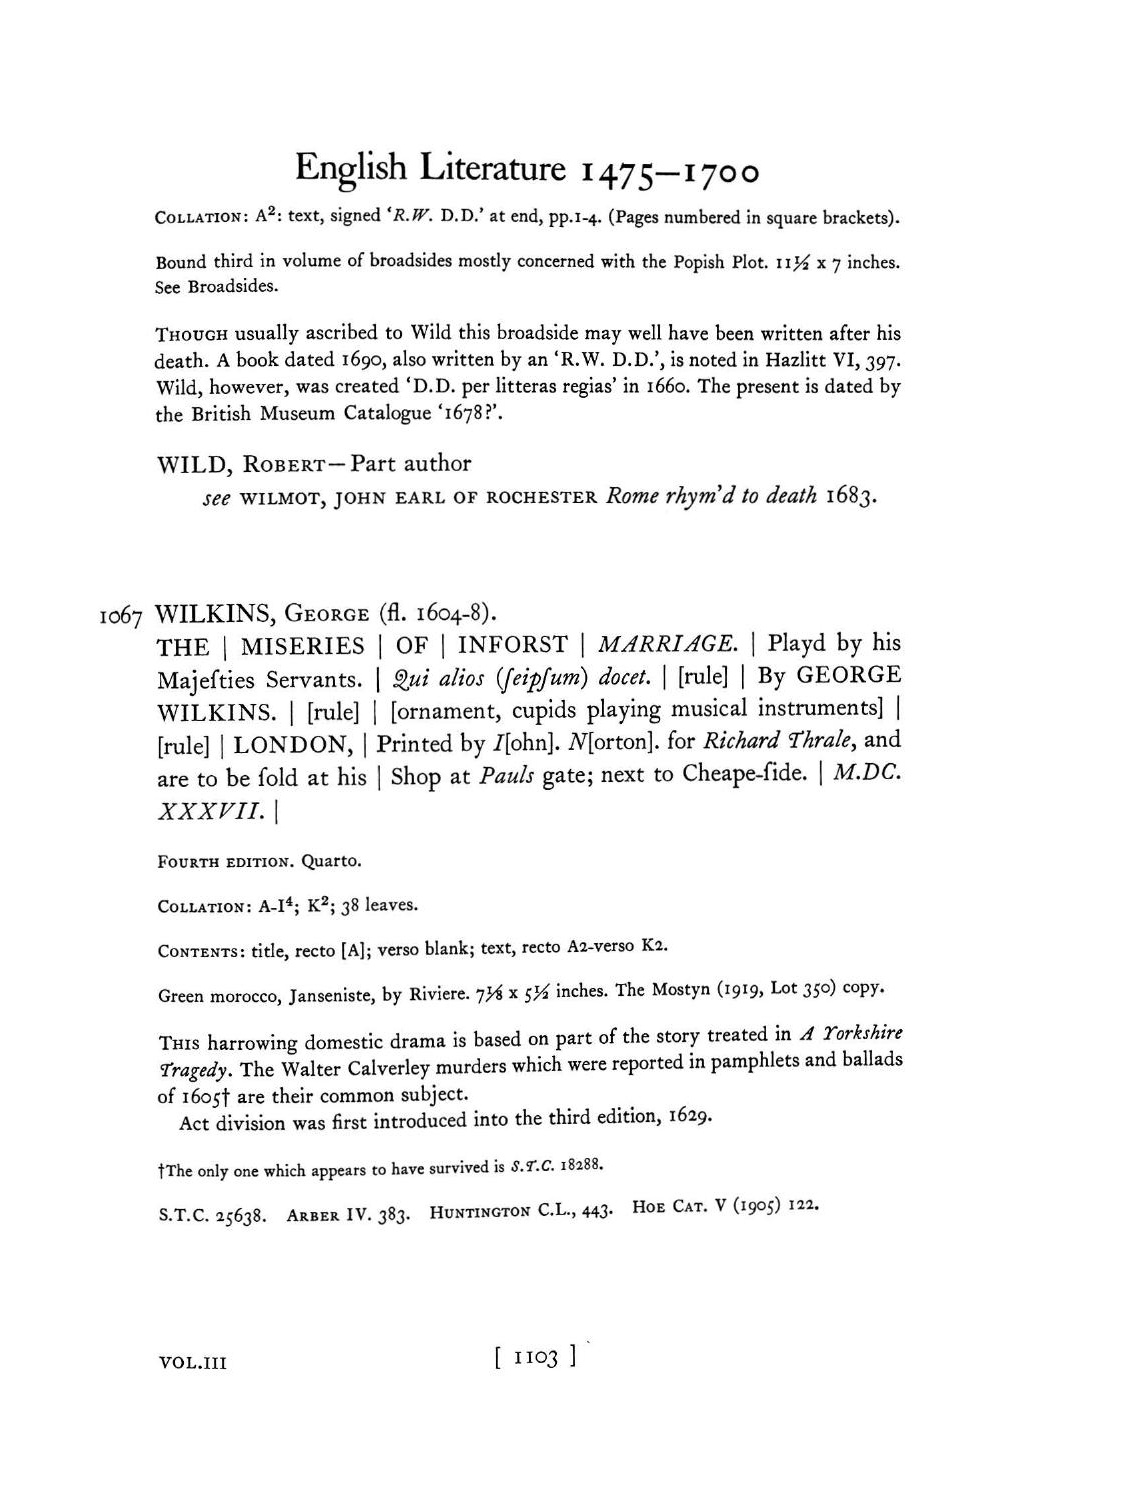 English Literature 1475–1700
COLLATION: A²: text, signed ‘R.W. D.D.’ at end, pp.1-4. (Pages numbered in square brackets).
Bound third in volume of broadsides mostly concerned with the Popish Plot. 11½ x 7 inches.
See Broadsides.
THOUGH usually ascribed to Wild this broadside may well have been written after his
death. A book dated 1690, also written by an ‘R.W. D.D.’, is noted in Hazlitt VI, 397.
Wild, however, was created ‘D.D. per litteras regias’ in 1660. The present is dated by
the British Museum Catalogue ‘1678?’.
WILD, ROBERT—Part author
see WILMOT, JOHN EARL OF ROCHESTER Rome rhym’d to death 1683.
1067 WILKINS, GEORGE (fl. 1604-8).
THE | MISERIES | OF | INFORST | MARRIAGE. | Playd by his
Majeſties Servants. | Qui alios (ſeipſum) docet. | [rule] | By GEORGE
WILKINS. | [rule] | [ornament, cupids playing musical instruments] |
[rule] | LONDON, | Printed by I[ohn]. N[orton]. for Richard Thrale, and
are to be ſold at his | Shop at Pauls gate; next to Cheape-ſide. | M.DC.
XXXVII. |
FOURTH EDITION. Quarto.
COLLATION: A-I⁴; K²; 38 leaves.
CONTENTS: title, recto [A]; verso blank; text, recto A2-verso K2.
Green morocco, Janseniste, by Riviere. 7⅛ x 5½ inches. The Mostyn (1919, Lot 350) copy.
THIS harrowing domestic drama is based on part of the story treated in A Yorkshire
Tragedy. The Walter Calverley murders which were reported in pamphlets and ballads
of 1605† are their common subject.
Act division was first introduced into the third edition, 1629.
†The only one which appears to have survived is S.T.C. 18288.
S.T.C. 25638. ARBER IV. 383. HUNTINGTON C.L., 443. HOE CAT. V (1905) 122.
VOL.III [ 1103 ]